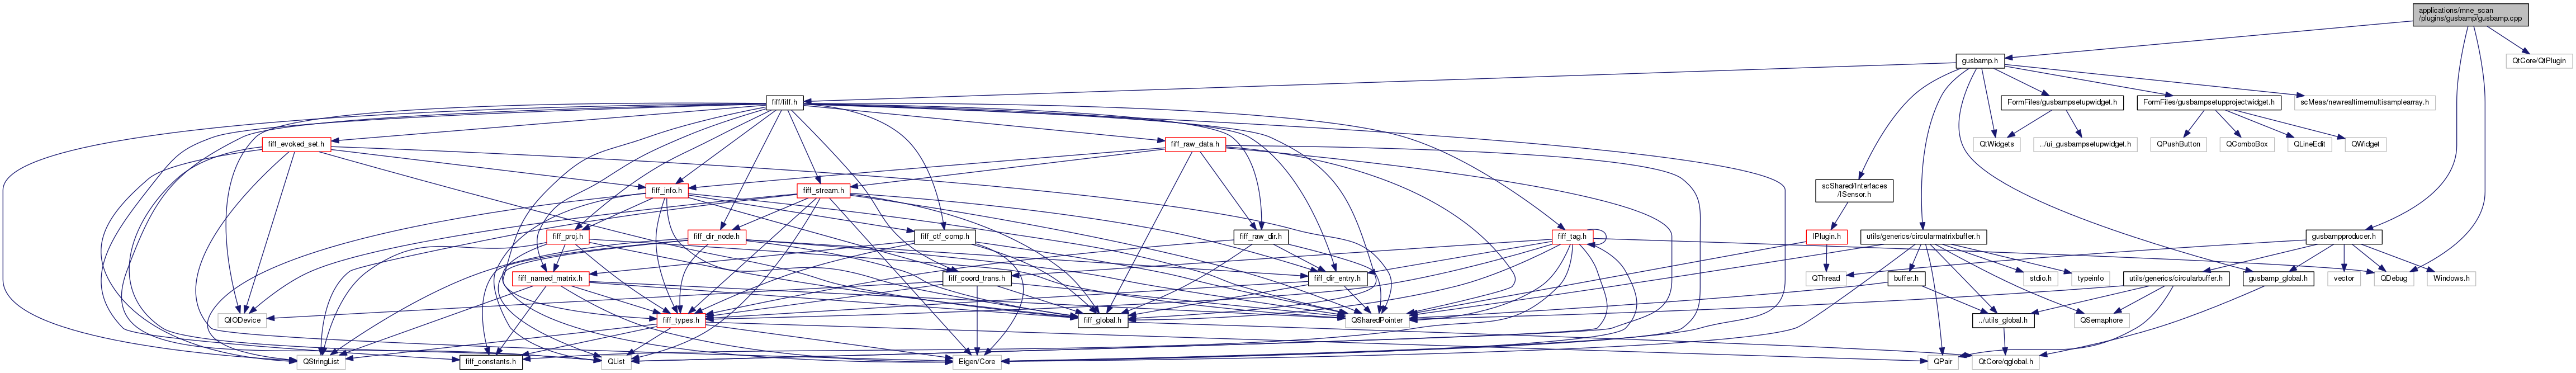 applications/mne_scan
/plugins/gusbamp/gusbamp.cpp
gusbamp.h
QtCore/QtPlugin
fiff/fiff.h
FormFiles/gusbampsetupwidget.h
FormFiles/gusbampsetupprojectwidget.h
scMeas/newrealtimemultisamplearray.h
fiff_evoked_set.h
fiff_raw_data.h
QtWidgets
../ui_gusbampsetupwidget.h
QPushButton
QComboBox
QLineEdit
QWidget
fiff_info.h
fiff_stream.h
scShared/Interfaces
/ISensor.h
fiff_proj.h
fiff_dir_node.h
fiff_ctf_comp.h
fiff_raw_dir.h
fiff_tag.h
IPlugin.h
utils/generics/circularmatrixbuffer.h
gusbampproducer.h
fiff_named_matrix.h
fiff_coord_trans.h
fiff_dir_entry.h
QThread
buffer.h
stdio.h
typeinfo
utils/generics/circularbuffer.h
gusbamp_global.h
vector
QDebug
Windows.h
QIODevice
fiff_types.h
fiff_global.h
QSharedPointer
../utils_global.h
QSemaphore
QStringList
fiff_constants.h
QList
Eigen/Core
QPair
QtCore/qglobal.h